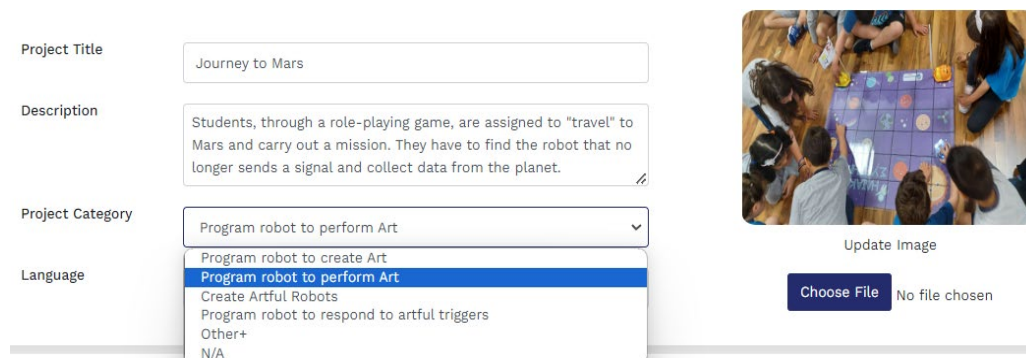 Project Title
Journey to Mars
Description
Students, through a role-playing game, are assigned to "travel" to
Mars and carry out a mission. They have to find the robot that no
longer sends a signal and collect data from the planet.
Project Category
Program robot to perform Art
Language
Program robot to create Art
Program robot to perform Art
Create Artful Robots
Program robot to respond to artful triggers
Other+
N/A
Update Image
Choose File No file chosen